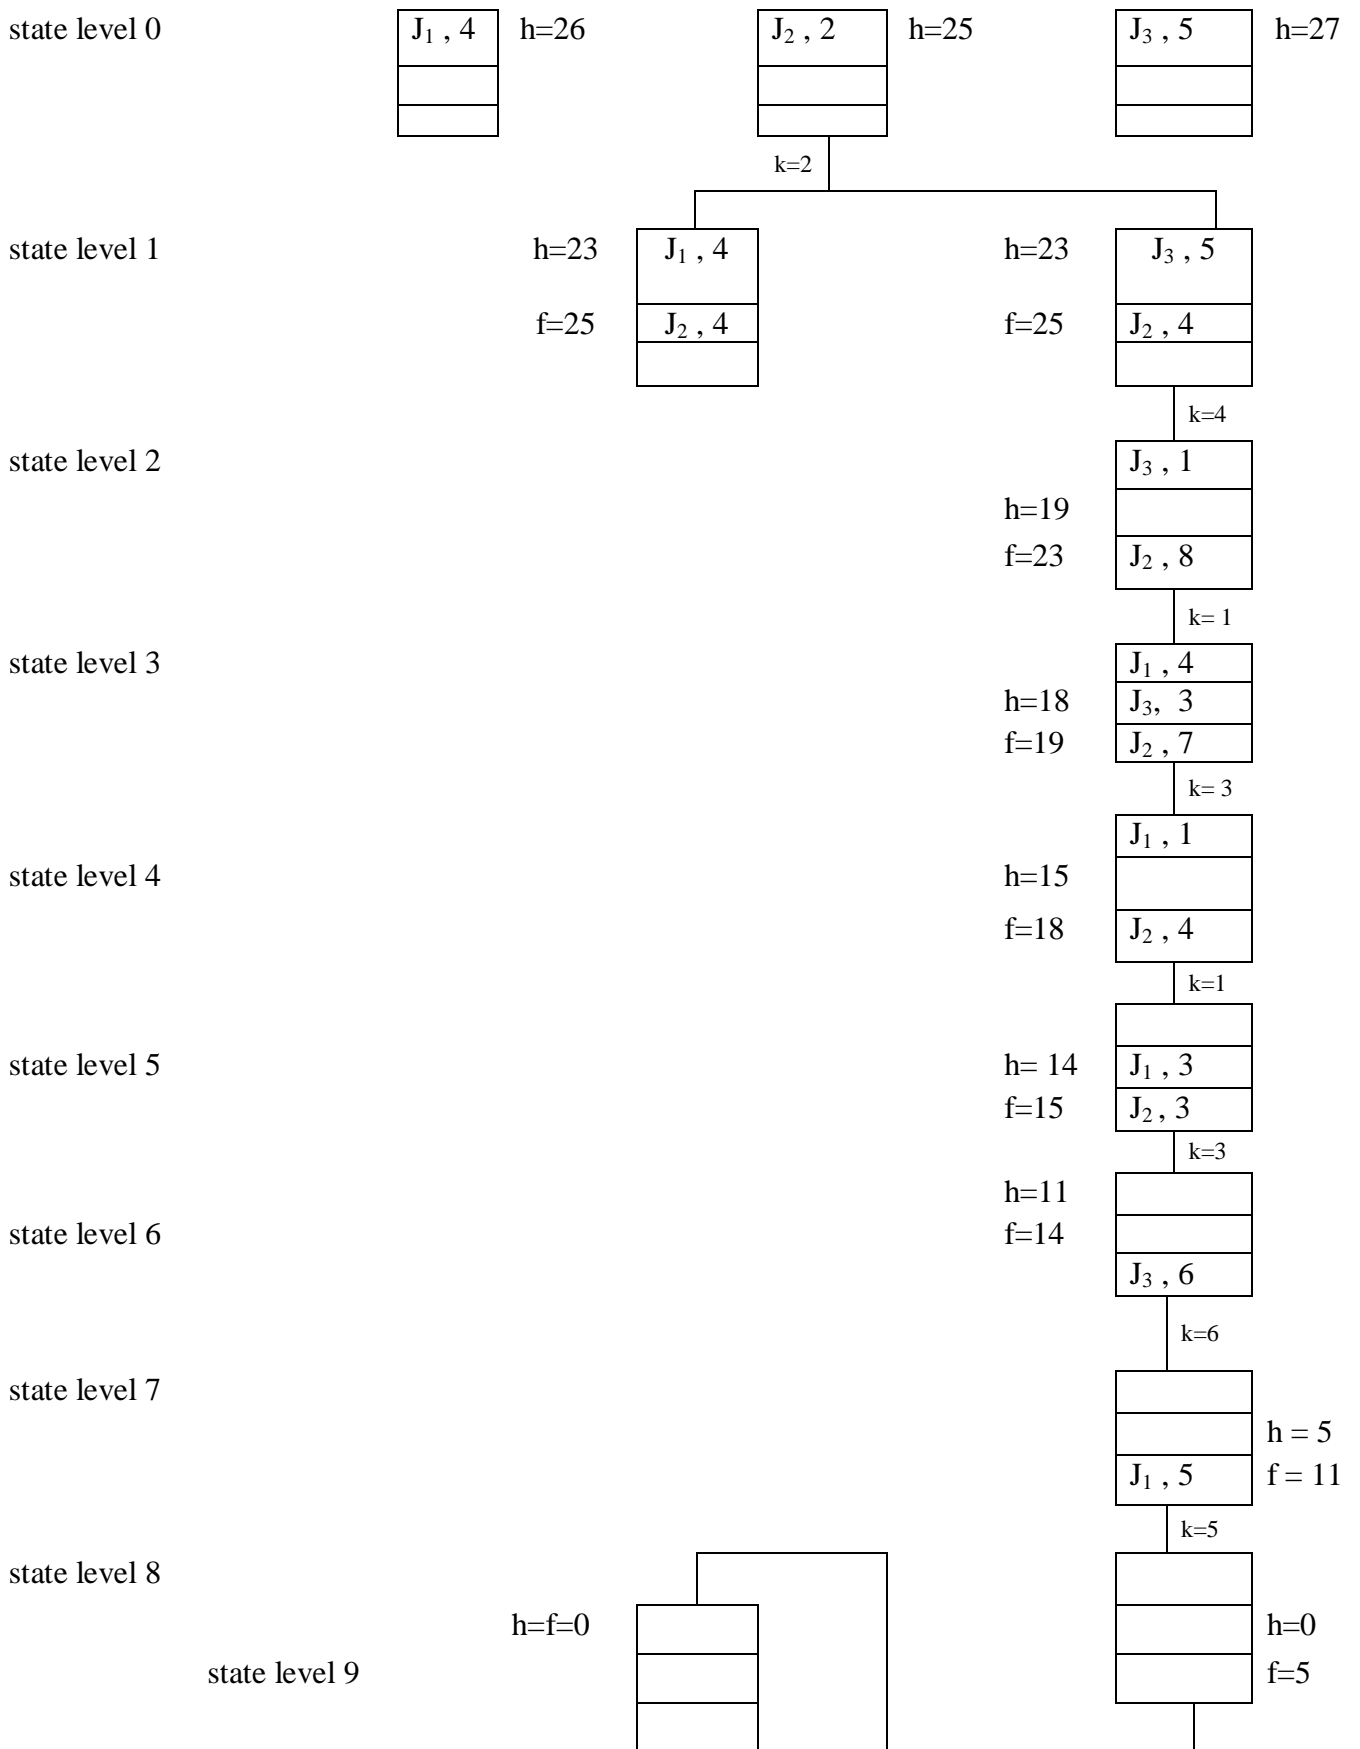 state level 0 J₁ , 4 h=26 J₂ , 2 h=25 J₃ , 5 h=27
k=2
state level 1 h=23 J₁ , 4 h=23 J₃ , 5
f=25 J₂ , 4 f=25 J₂ , 4
k=4
state level 2 J₃ , 1
h=19
f=23 J₂ , 8
k= 1
state level 3 J₁ , 4
h=18 J₃, 3
f=19 J₂ , 7
k= 3
J₁ , 1
state level 4 h=15
f=18 J₂ , 4
k=1
state level 5 h= 14 J₁ , 3
f=15 J₂ , 3
k=3
h=11
state level 6 f=14
J₃ , 6
k=6
state level 7
h = 5
J₁ , 5 f = 11
k=5
state level 8
h=f=0 h=0
state level 9 f=5